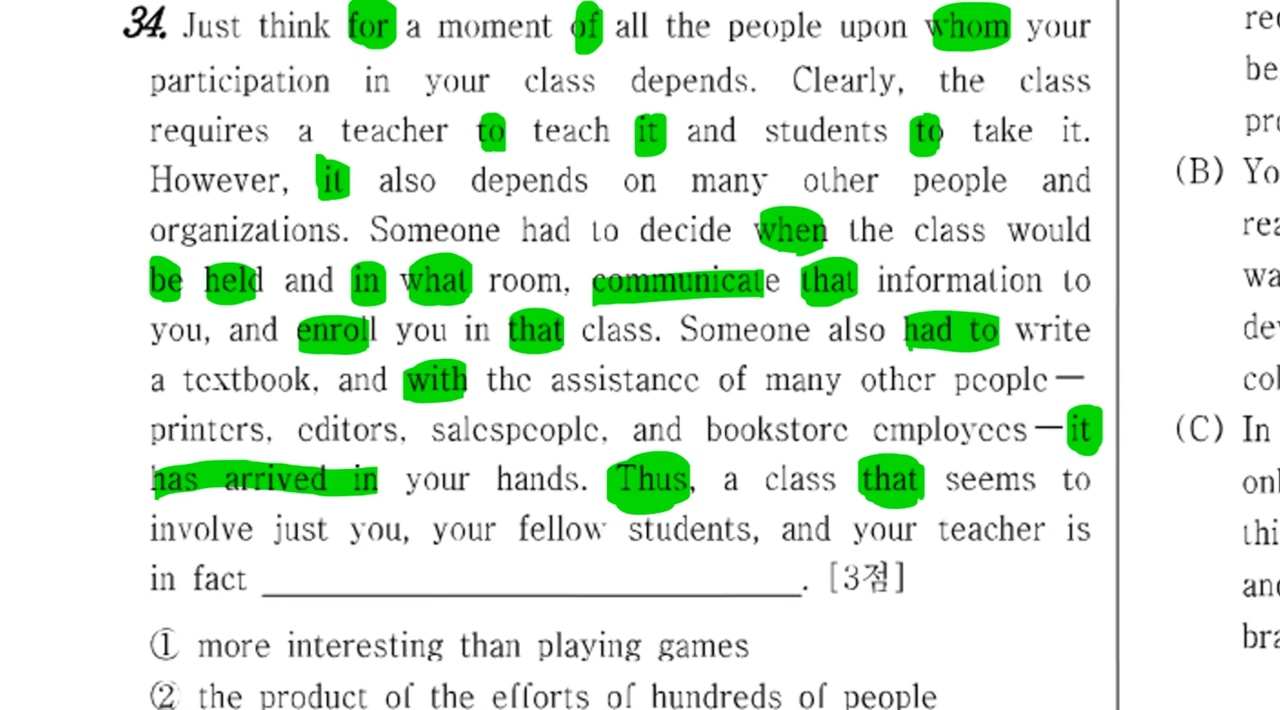 34. Just think for a moment of all the people upon whom your
participation in your class depends. Clearly, the class
requires a teacher to teach it and students to take it.
However, it also depends on many other people and
organizations. Someone had to decide when the class would
be held and in what room, communicate that information to
you, and enroll you in that class. Someone also had to write
a textbook, and with the assistance of many other people—
printers, editors, salespeople, and bookstore employees—it
has arrived in your hands. Thus, a class that seems to
involve just you, your fellow students, and your teacher is
in fact ____________________. [3점]
① more interesting than playing games
② the product of the efforts of hundreds of people
(B) Yo
(C) In